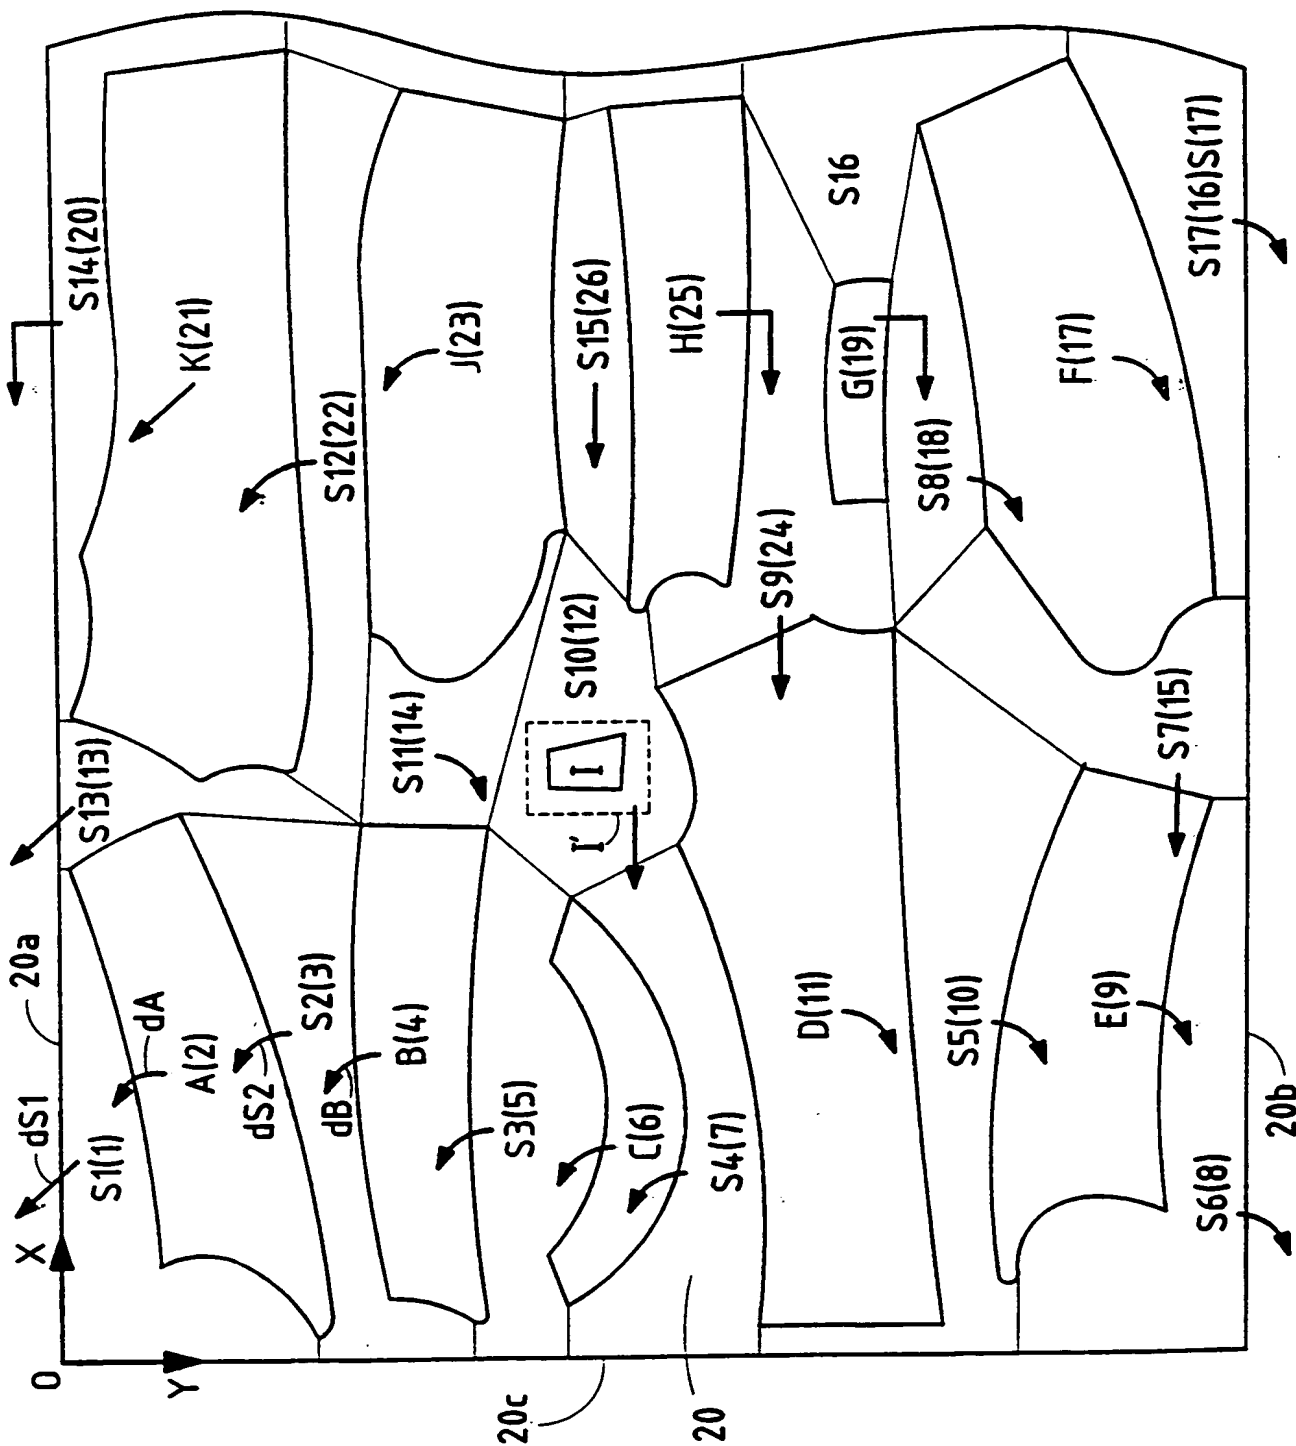 O
X
Y
dS1
20a
S1(1)
dA
A(2)
dS2
S2(3)
dB
B(4)
S3(5)
C(6)
S4(7)
20c
20
D(11)
S5(10)
E(9)
S6(8)
20b
S13(13)
S11(14)
I
I'
S10(12)
S9(24)
S7(15)
S14(20)
K(21)
S12(22)
J(23)
S15(26)
H(25)
G(19)
S16
S8(18)
F(17)
S17(16)S(17)